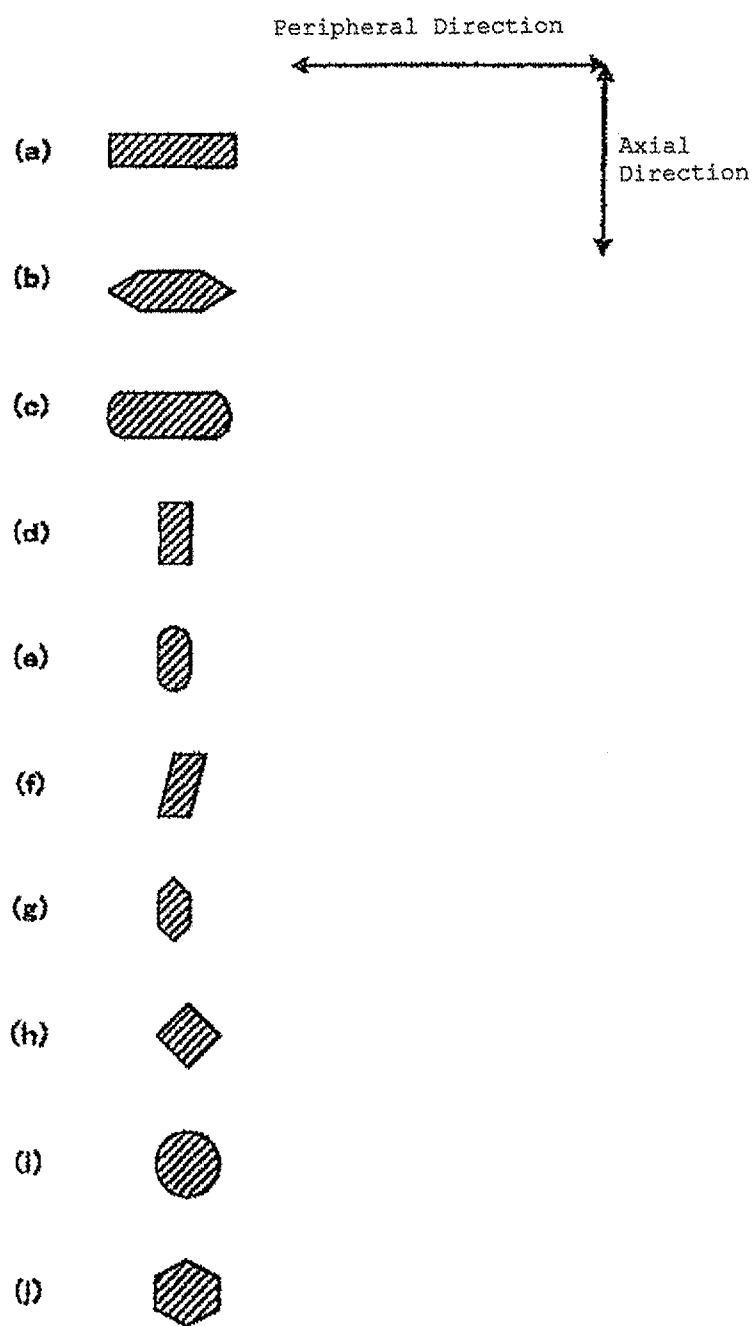 Peripheral Direction
Axial
Direction
(a)
(b)
(c)
(d)
(e)
(f)
(g)
(h)
(i)
(j)